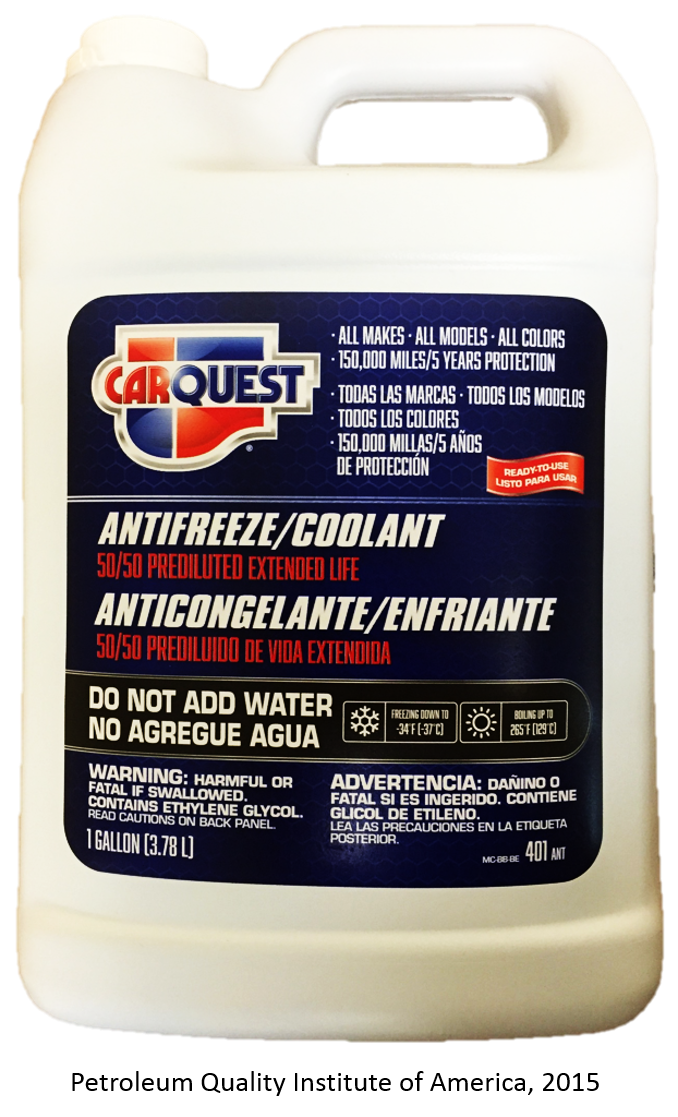 CARQUEST
®
· ALL MAKES · ALL MODELS · ALL COLORS
· 150,000 MILES/5 YEARS PROTECTION
· TODAS LAS MARCAS · TODOS LOS MODELOS
· TODOS LOS COLORES
· 150,000 MILLAS/5 AÑOS
DE PROTECCIÓN
READY-TO-USE
LISTO PARA USAR
ANTIFREEZE/COOLANT
50/50 PREDILUTED EXTENDED LIFE
ANTICONGELANTE/ENFRIANTE
50/50 PREDILUIDO DE VIDA EXTENDIDA
DO NOT ADD WATER
NO AGREGUE AGUA
FREEZING DOWN TO
-34°F (-37°C)
BOILING UP TO
265°F (129°C)
WARNING: HARMFUL OR
FATAL IF SWALLOWED.
CONTAINS ETHYLENE GLYCOL.
READ CAUTIONS ON BACK PANEL.
1 GALLON (3.78 L)
ADVERTENCIA: DAÑINO O
FATAL SI ES INGERIDO. CONTIENE
GLICOL DE ETILENO.
LEA LAS PRECAUCIONES EN LA ETIQUETA
POSTERIOR.
MC-BB-BE 401 ANT
Petroleum Quality Institute of America, 2015